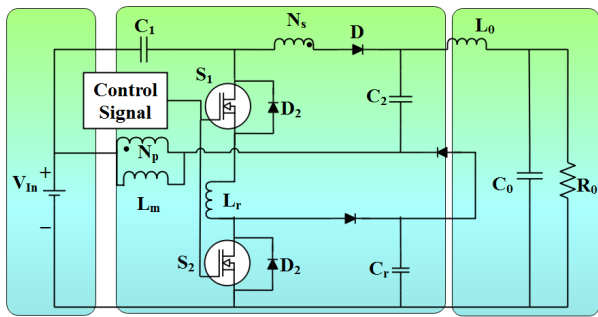 C1
Ns
D
L0
S1
Control
Signal
D2
C2
Np
VIn
+
−
Lm
Lr
C0
R0
S2
D2
Cr